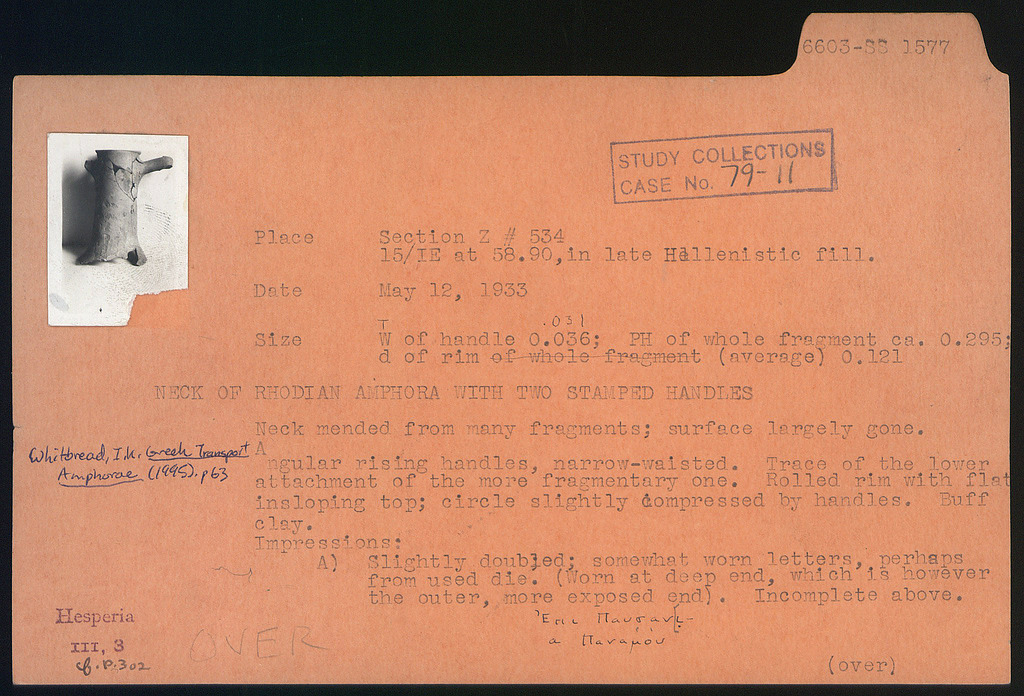 6603-SS 1577
STUDY COLLECTIONS
CASE No. 79-11
Place Section Z # 534
15/IE at 58.90,in late Hellenistic fill.
Date May 12, 1933
T .031
Size W of handle 0.036; PH of whole fragment ca. 0.295;
d of rim of whole fragment (average) 0.121
NECK OF RHODIAN AMPHORA WITH TWO STAMPED HANDLES
Neck mended from many fragments; surface largely gone.
Angular rising handles, narrow-waisted. Trace of the lower
attachment of the more fragmentary one. Rolled rim with flat
insloping top; circle slightly compressed by handles. Buff
clay.
Whitbread, I.K. Greek Transport
Amphorae (1995). p63
Impressions:
A) Slightly doubled; somewhat worn letters, perhaps
from used die. (Worn at deep end, which is however
the outer, more exposed end). Incomplete above.
Ἐπι Παυσανί-
α Πανάμου
Hesperia
III, 3
cf. p.302
OVER
(over)